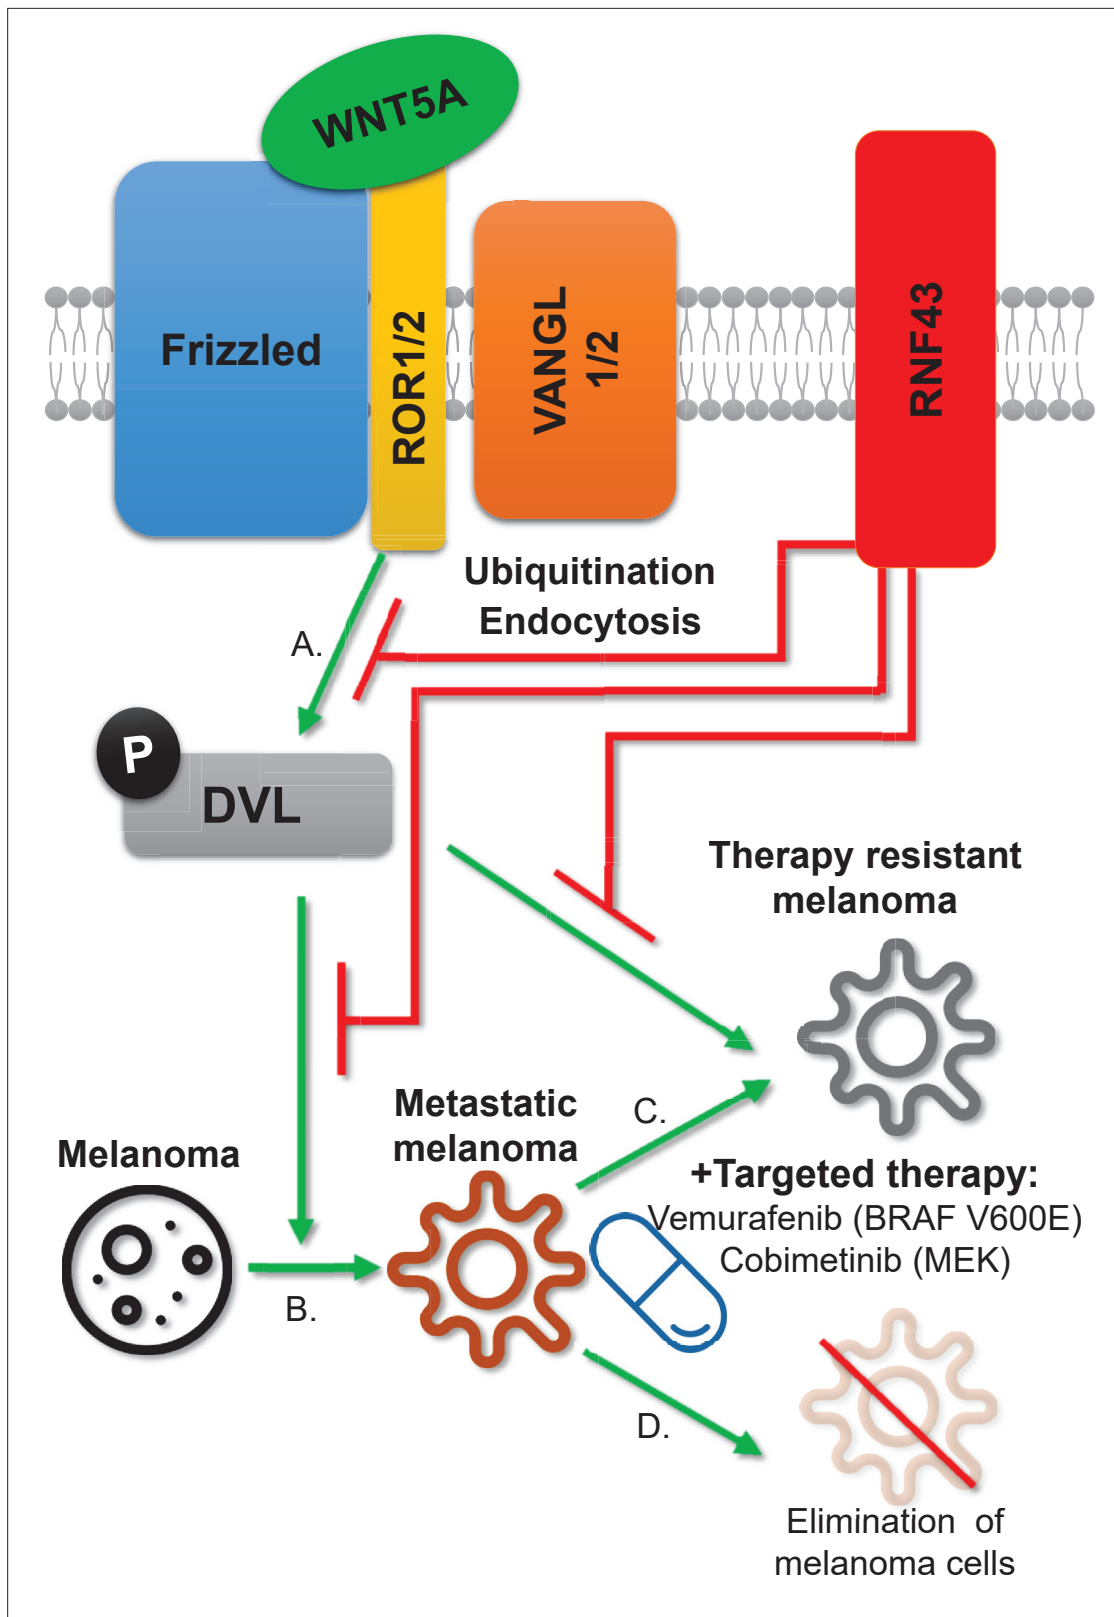 WNT5A
Frizzled
ROR1/2
VANGL
1/2
RNF43
Ubiquitination
Endocytosis
A.
P
DVL
Therapy resistant
melanoma
Metastatic
melanoma
C.
Melanoma
+Targeted therapy:
Vemurafenib (BRAF V600E)
Cobimetinib (MEK)
B.
D.
Elimination of
melanoma cells